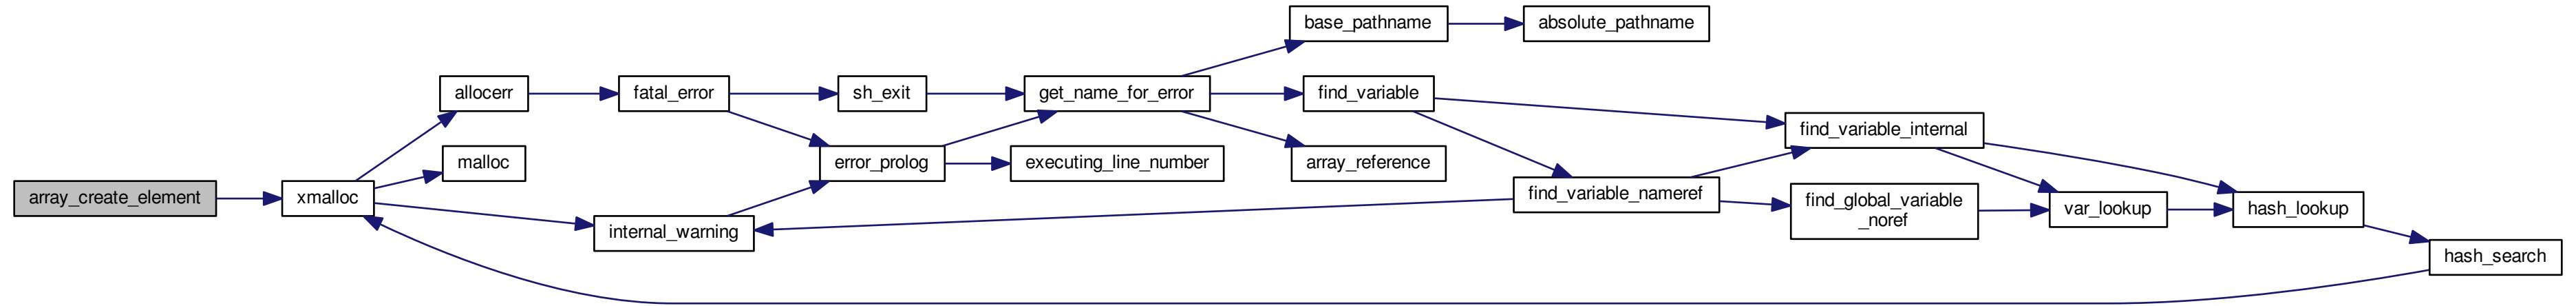 base_pathname
absolute_pathname
allocerr
fatal_error
sh_exit
get_name_for_error
find_variable
find_variable_internal
malloc
error_prolog
executing_line_number
array_reference
array_create_element
xmalloc
find_variable_nameref
find_global_variable
_noref
var_lookup
hash_lookup
internal_warning
hash_search